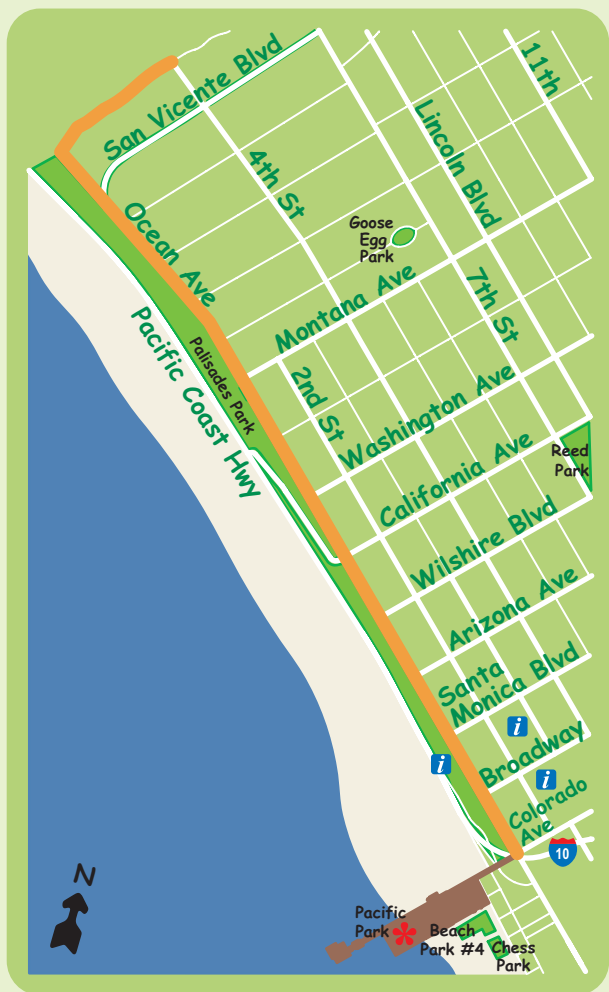 San Vicente Blvd
11th
Lincoln Blvd
4th St
Ocean Ave
Goose
Egg
Park
Montana Ave
7th St
Pacific Coast Hwy
Palisades Park
2nd St
Washington Ave
California Ave
Reed
Park
Wilshire Blvd
Arizona Ave
Santa
Monica Blvd
i
Broadway
i
i
Colorado
Ave
10
N
Pacific
Park
Beach
Park #4
Chess
Park